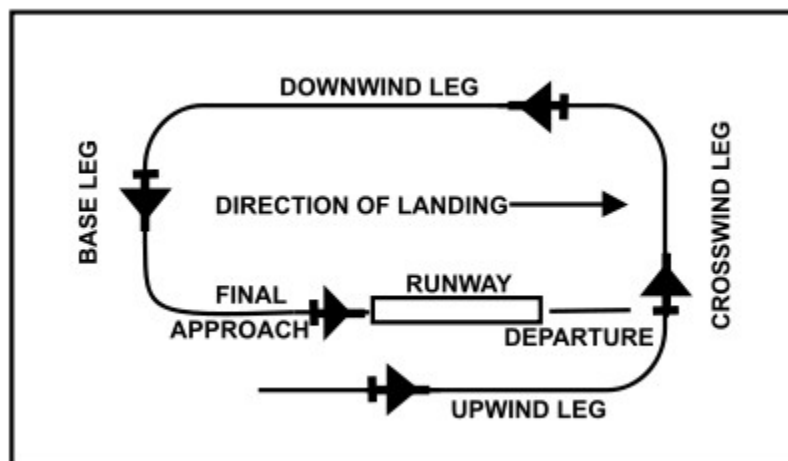 DOWNWIND LEG
BASE LEG
CROSSWIND LEG
DIRECTION OF LANDING
FINAL
APPROACH
RUNWAY
DEPARTURE
UPWIND LEG